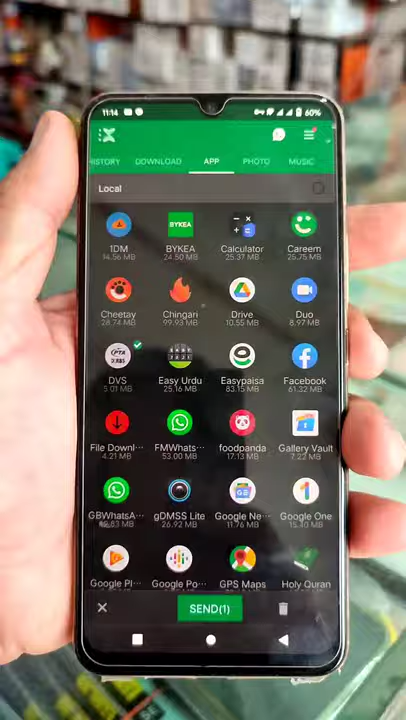 11:14
60%
HISTORY DOWNLOAD APP PHOTO MUSIC
Local
BYKEA
1DM BYKEA Calculator Careem
14.56 MB 24.50 MB 25.37 MB 25.75 MB
Cheetay Chingari Drive Duo
28.74 MB 99.93 MB 10.55 MB 8.97 MB
PTA
DVS Easy Urdu Easypaisa Facebook
5.01 MB 25.16 MB 83.15 MB 61.32 MB
File Downl··· FMWhats··· foodpanda Gallery Vault
4.21 MB 53.00 MB 17.13 MB 7.22 MB
GBWhatsA··· gDMSS Lite Google Ne··· Google One
26.92 MB 11.76 MB 15.40 MB
Google Pl··· Google Po··· GPS Maps Holy Quran
SEND(1)